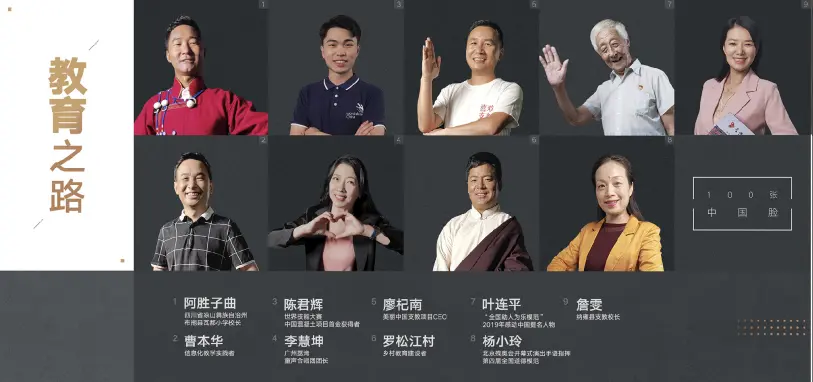 教育之路
1
3
5
7
9
2
4
6
8
100张
中国脸
1 阿胜子曲
四川省凉山彝族自治州
布拖县瓦都小学校长
2 曹本华
信息化教学实践者
3 陈君辉
世界技能大赛
中国混凝土项目首金获得者
4 李慧坤
广州荔湾
童声合唱团团长
5 廖杞南
美丽中国支教项目CEO
6 罗松江村
乡村教育建设者
7 叶连平
“全国助人为乐模范”
2019年感动中国提名人物
8 杨小玲
北京残奥会开幕式演出手语指挥
第四届全国道德模范
9 詹雯
纳雍县支教校长